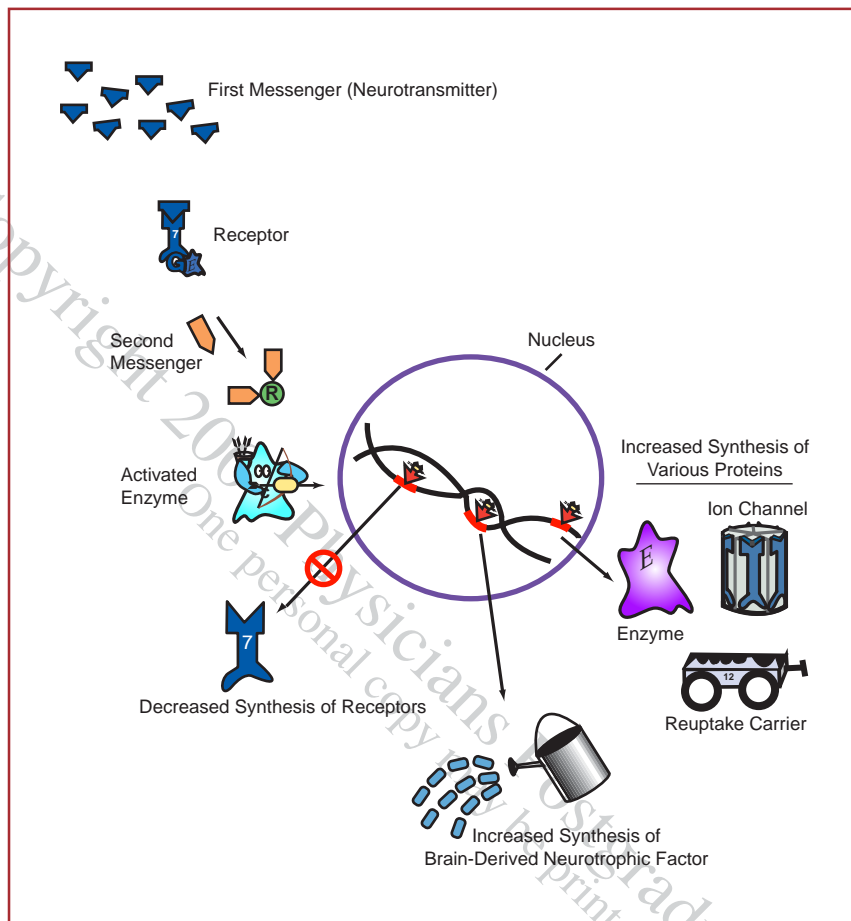 First Messenger (Neurotransmitter)
7
G E
Receptor
Second
Messenger
R
Nucleus
Activated
Enzyme
Increased Synthesis of
Various Proteins
Ion Channel
E
Enzyme
12
Reuptake Carrier
7
Decreased Synthesis of Receptors
Increased Synthesis of
Brain-Derived Neurotrophic Factor
Physicians Postgrad
One personal copy may be print